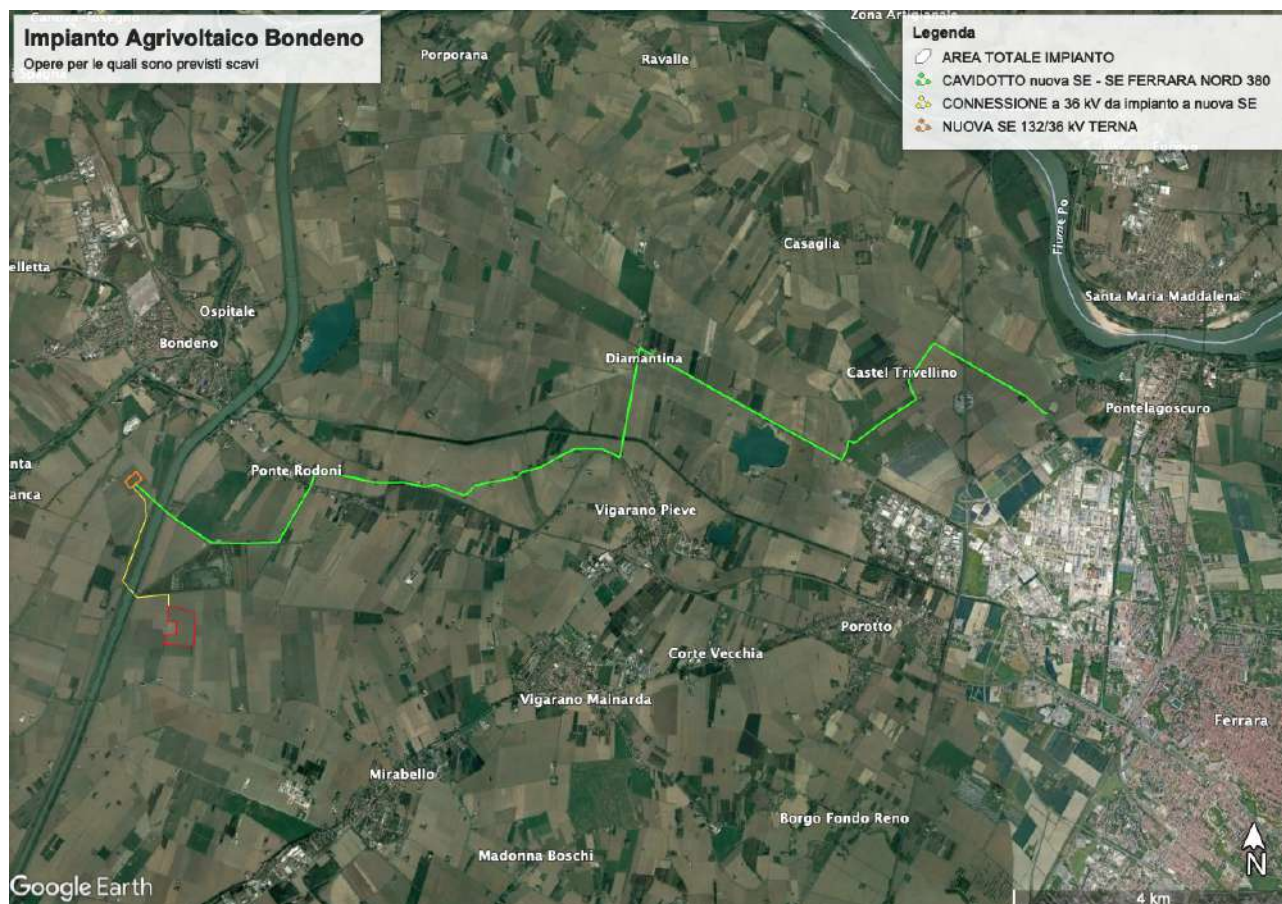 Impianto Agrivoltaico Bondeno
Opere per le quali sono previsti scavi
Zona Artigianale
Legenda
AREA TOTALE IMPIANTO
CAVIDOTTO nuova SE - SE FERRARA NORD 380
CONNESSIONE a 36 kV da impianto a nuova SE
NUOVA SE 132/36 kV TERNA
Porporana
Ravalle
Fiume Po
Casaglia
elletta
Ospitale
Santa Maria Maddalena
Bondeno
Diamantina
Castel Trivellino
Pontelagoscuro
nta
Ponte Rodoni
anca
Vigarano Pieve
Porotto
Corte Vecchia
Vigarano Mainarda
Ferrara
Mirabello
Borgo Fondo Reno
Madonna Boschi
N
Google Earth
4 km